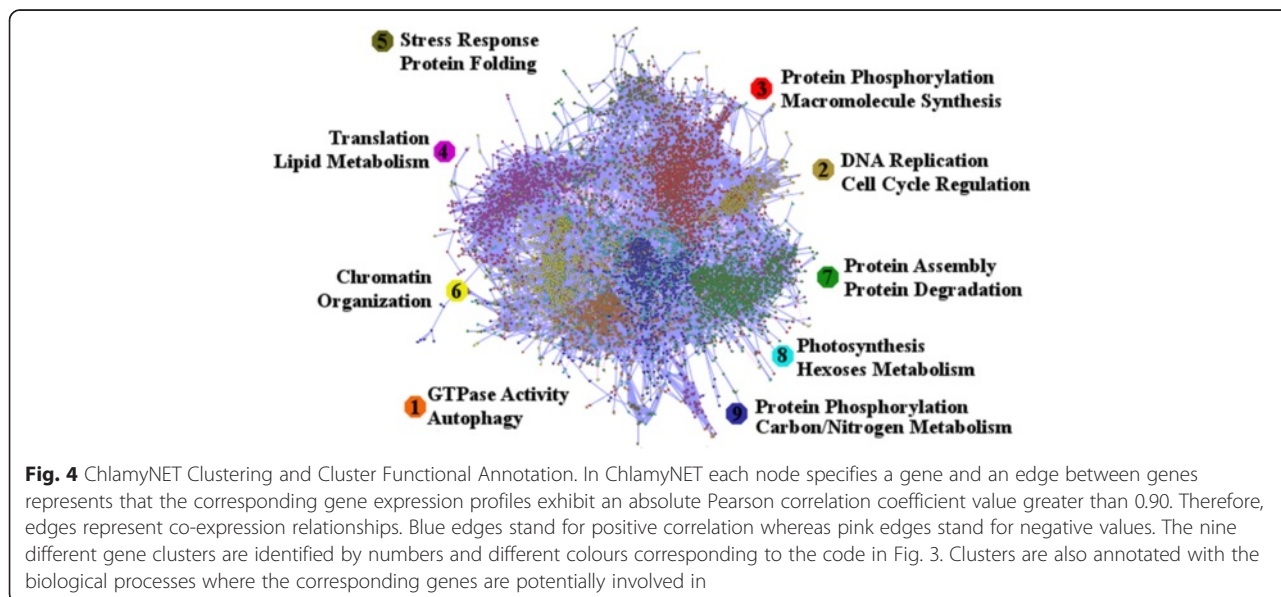 5 Stress Response
Protein Folding
3 Protein Phosphorylation
Macromolecule Synthesis
Translation
Lipid Metabolism 4
2 DNA Replication
Cell Cycle Regulation
Chromatin
Organization 6
7 Protein Assembly
Protein Degradation
8 Photosynthesis
Hexoses Metabolism
1 GTPase Activity
Autophagy
9 Protein Phosphorylation
Carbon/Nitrogen Metabolism
Fig. 4 ChlamyNET Clustering and Cluster Functional Annotation. In ChlamyNET each node specifies a gene and an edge between genes
represents that the corresponding gene expression profiles exhibit an absolute Pearson correlation coefficient value greater than 0.90. Therefore,
edges represent co-expression relationships. Blue edges stand for positive correlation whereas pink edges stand for negative values. The nine
different gene clusters are identified by numbers and different colours corresponding to the code in Fig. 3. Clusters are also annotated with the
biological processes where the corresponding genes are potentially involved in